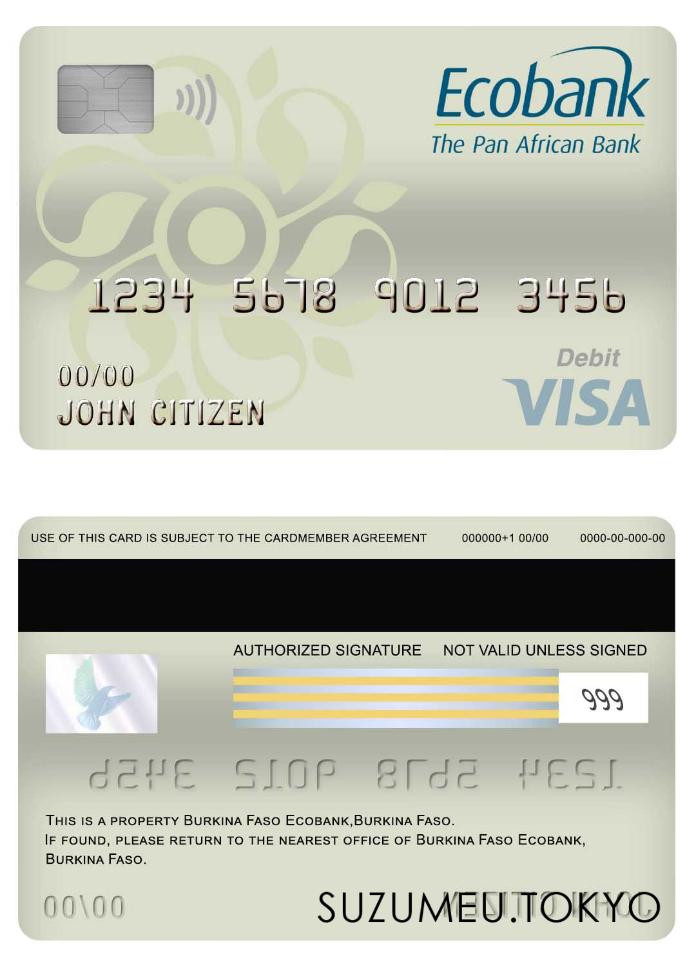 Ecobank
The Pan African Bank
1234 5678 9012 3456
00/00
Debit
JOHN CITIZEN
VISA
USE OF THIS CARD IS SUBJECT TO THE CARDMEMBER AGREEMENT 000000+1 00/00 0000-00-000-00
AUTHORIZED SIGNATURE NOT VALID UNLESS SIGNED
999
1234 5678 9012 3456
THIS IS A PROPERTY BURKINA FASO ECOBANK,BURKINA FASO.
IF FOUND, PLEASE RETURN TO THE NEAREST OFFICE OF BURKINA FASO ECOBANK,
BURKINA FASO.
00/00
JOHN CITIZEN
SUZUMEU.TOKYO